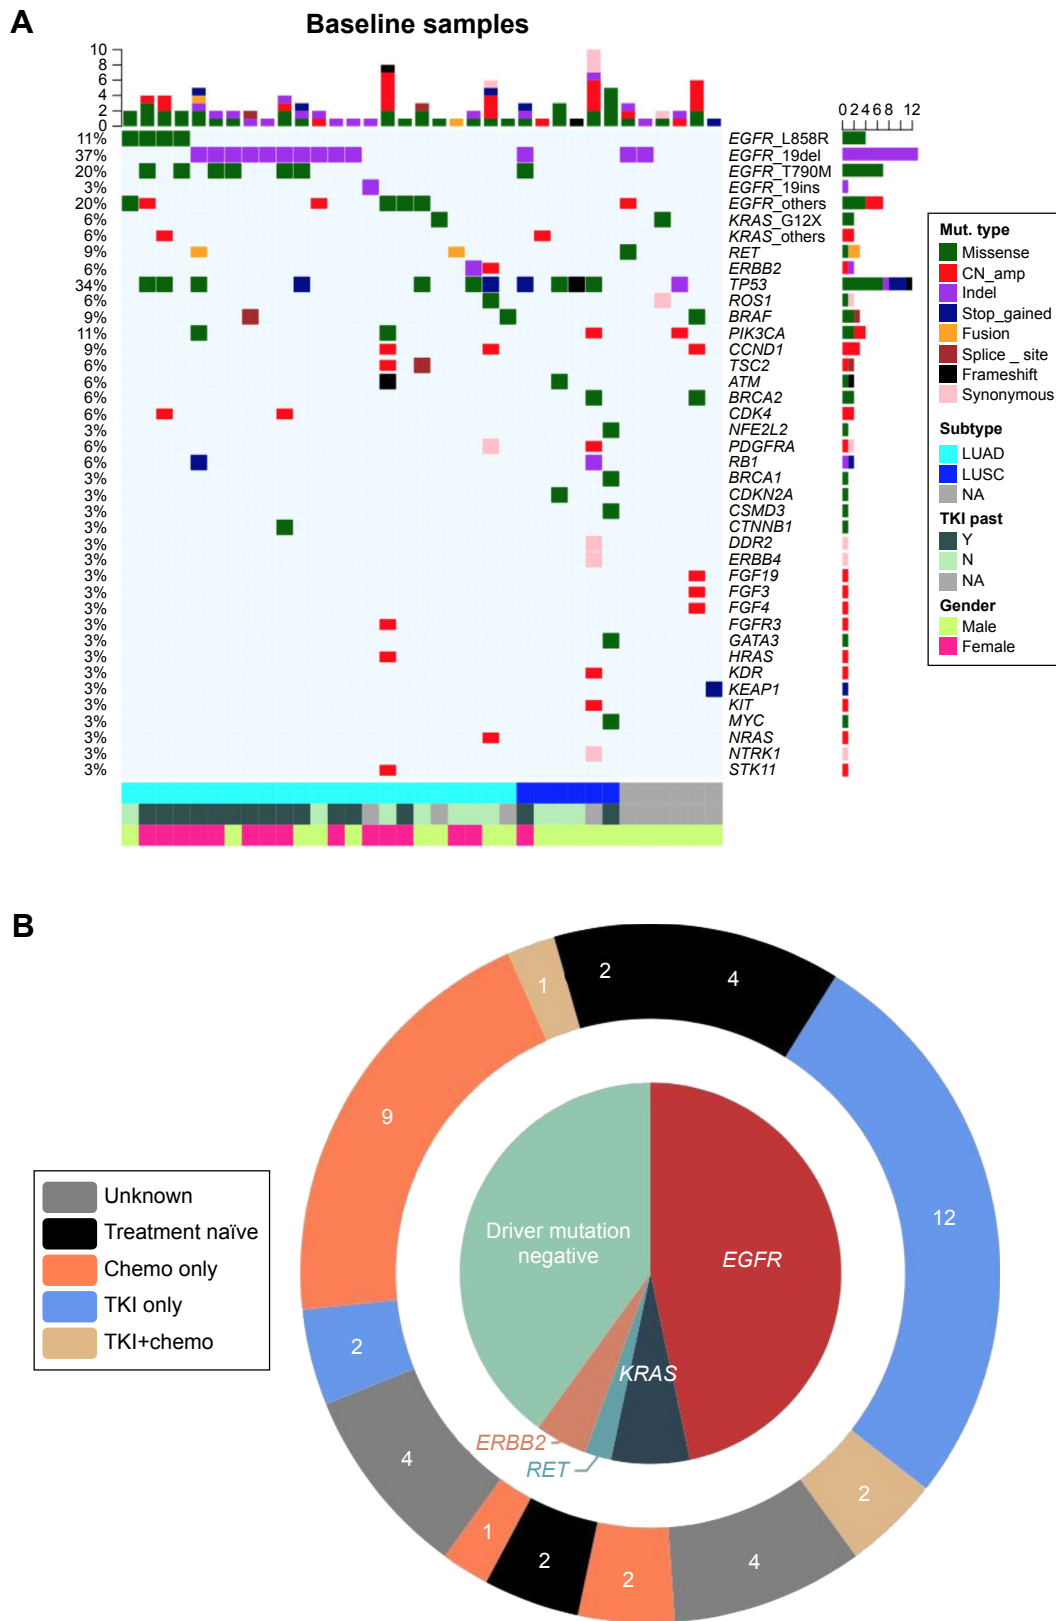 A
Baseline samples
10
8
6
4
2
0
0 2 4 6 8 12
11% EGFR_L858R
37% EGFR_19del
20% EGFR_T790M
3% EGFR_19ins
20% EGFR_others
6% KRAS_G12X
6% KRAS_others
9% RET
6% ERBB2
34% TP53
6% ROS1
9% BRAF
11% PIK3CA
9% CCND1
6% TSC2
6% ATM
6% BRCA2
6% CDK4
3% NFE2L2
6% PDGFRA
6% RB1
3% BRCA1
3% CDKN2A
3% CSMD3
3% CTNNB1
3% DDR2
3% ERBB4
3% FGF19
3% FGF3
3% FGF4
3% FGFR3
3% GATA3
3% HRAS
3% KDR
3% KEAP1
3% KIT
3% MYC
3% NRAS
3% NTRK1
3% STK11
Mut. type
Missense
CN_amp
Indel
Stop_gained
Fusion
Splice _ site
Frameshift
Synonymous
Subtype
LUAD
LUSC
NA
TKI past
Y
N
NA
Gender
Male
Female
B
Unknown
Treatment naïve
Chemo only
TKI only
TKI+chemo
1
2
4
9
12
2
4
1
2
2
4
2
Driver mutation
negative
EGFR
KRAS
ERBB2
RET